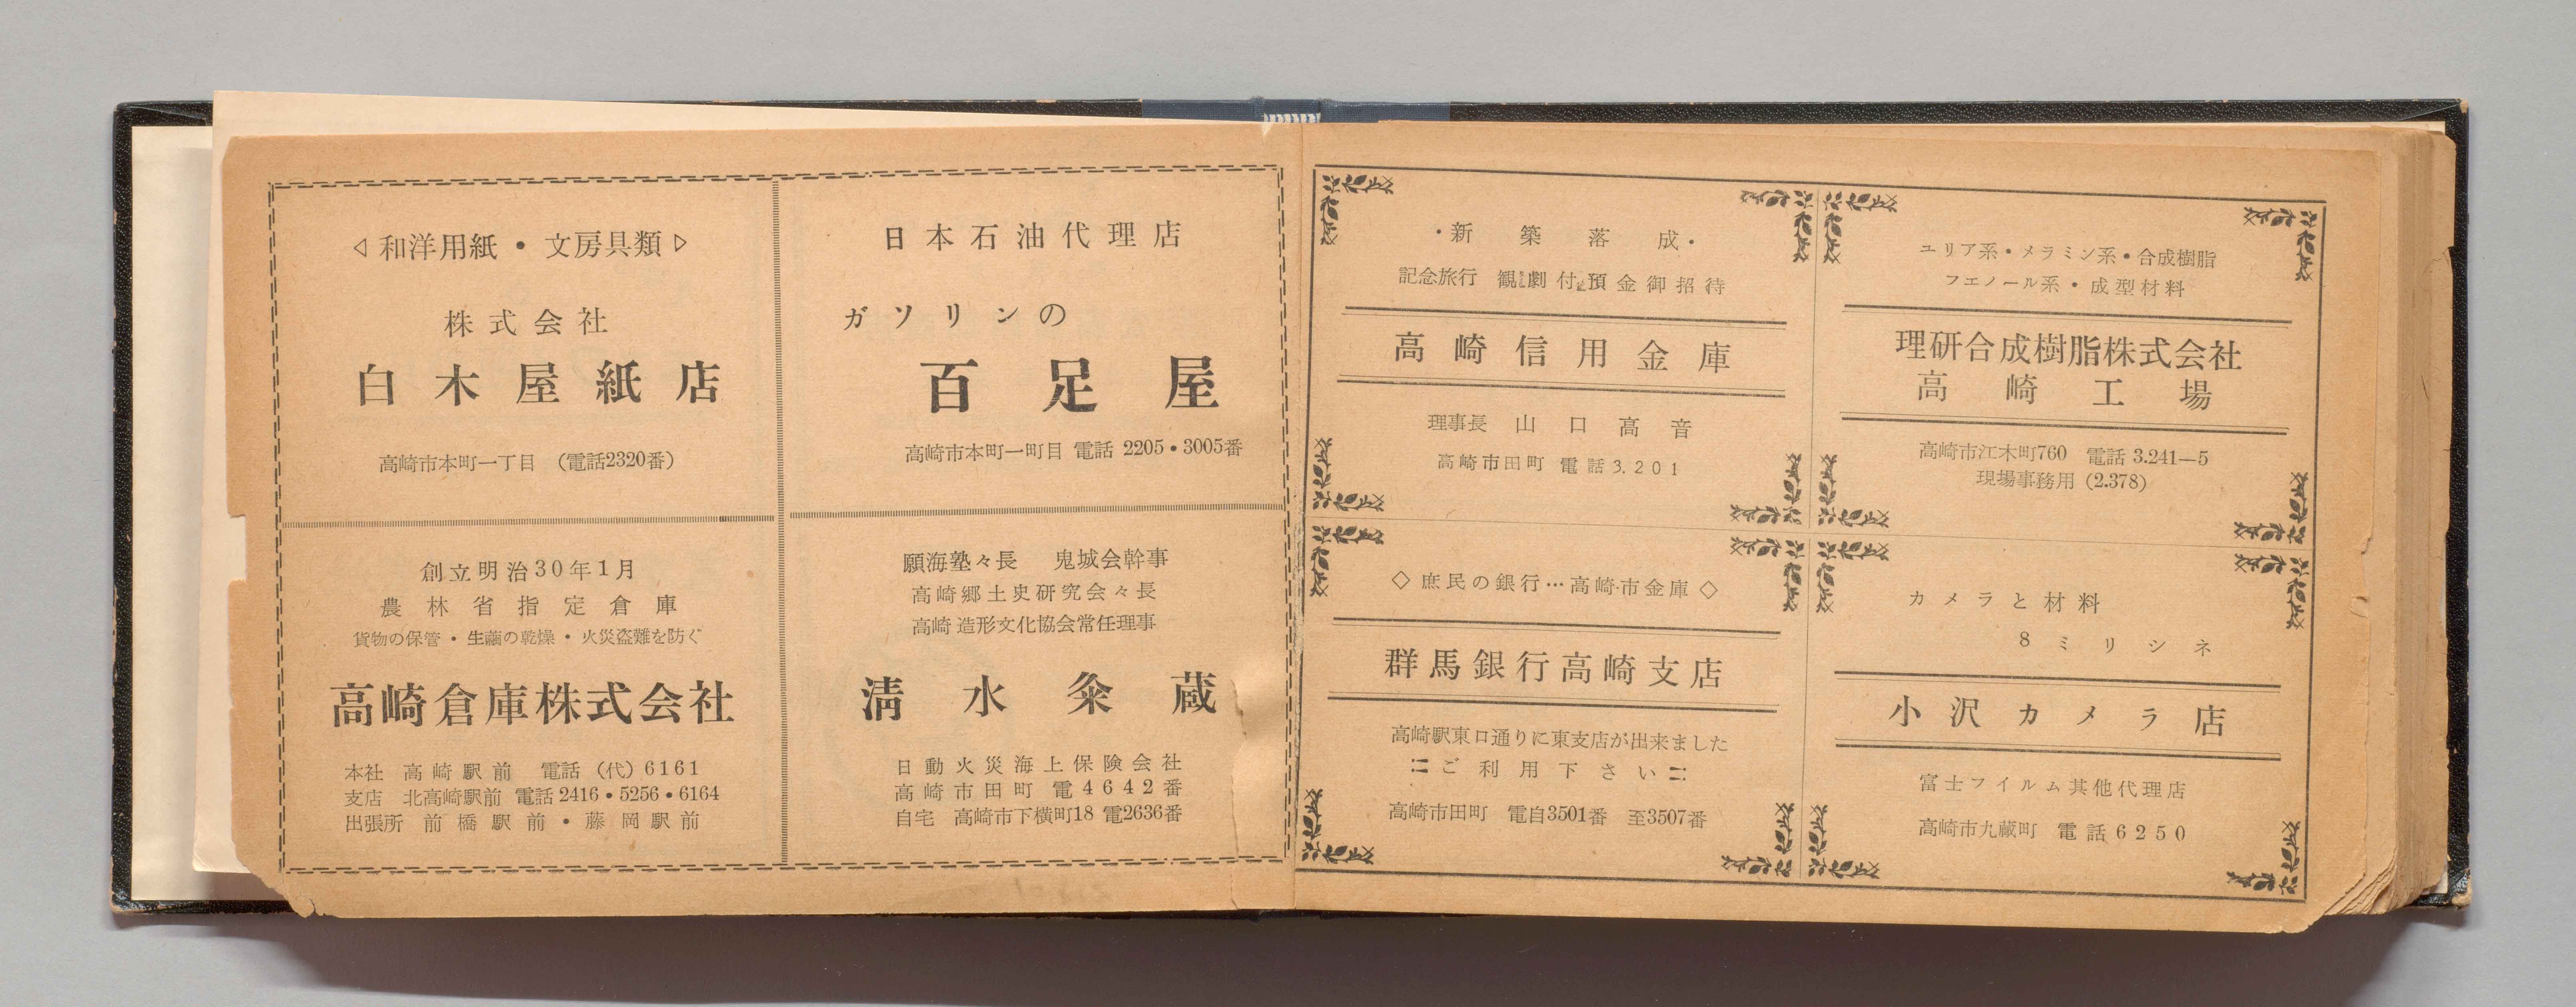 ◁ 和洋用紙・文房具類 ▷
株式会社
白木屋紙店
高崎市本町一丁目 (電話2320番)
日本石油代理店
ガソリンの
百足屋
高崎市本町一町目 電話 2205・3005番
創立明治30年1月
農林省指定倉庫
貨物の保管・生繭の乾燥・火災盗難を防ぐ
高崎倉庫株式会社
本社 高崎駅前 電話 (代) 6161
支店 北高崎駅前 電話 2416・5256・6164
出張所 前橋駅前・藤岡駅前
願海塾々長 鬼城会幹事
高崎郷土史研究会々長
高崎造形文化協会常任理事
清水粂蔵
日動火災海上保険会社
高崎市田町 電4642番
自宅 高崎市下横町18 電2636番
・新築落成・
記念旅行 観劇付預金御招待
高崎信用金庫
理事長 山口高音
高崎市田町 電話3.201
ユリア系・メラミン系・合成樹脂
フエノール系・成型材料
理研合成樹脂株式会社
高崎工場
高崎市江木町760 電話 3.241—5
現場事務用 (2.378)
◇ 庶民の銀行…高崎市金庫 ◇
群馬銀行高崎支店
高崎駅東口通りに東支店が出来ました
ご利用下さい
高崎市田町 電自3501番 至3507番
カメラと材料
8ミリシネ
小沢カメラ店
富士フイルム其他代理店
高崎市九蔵町 電話6250